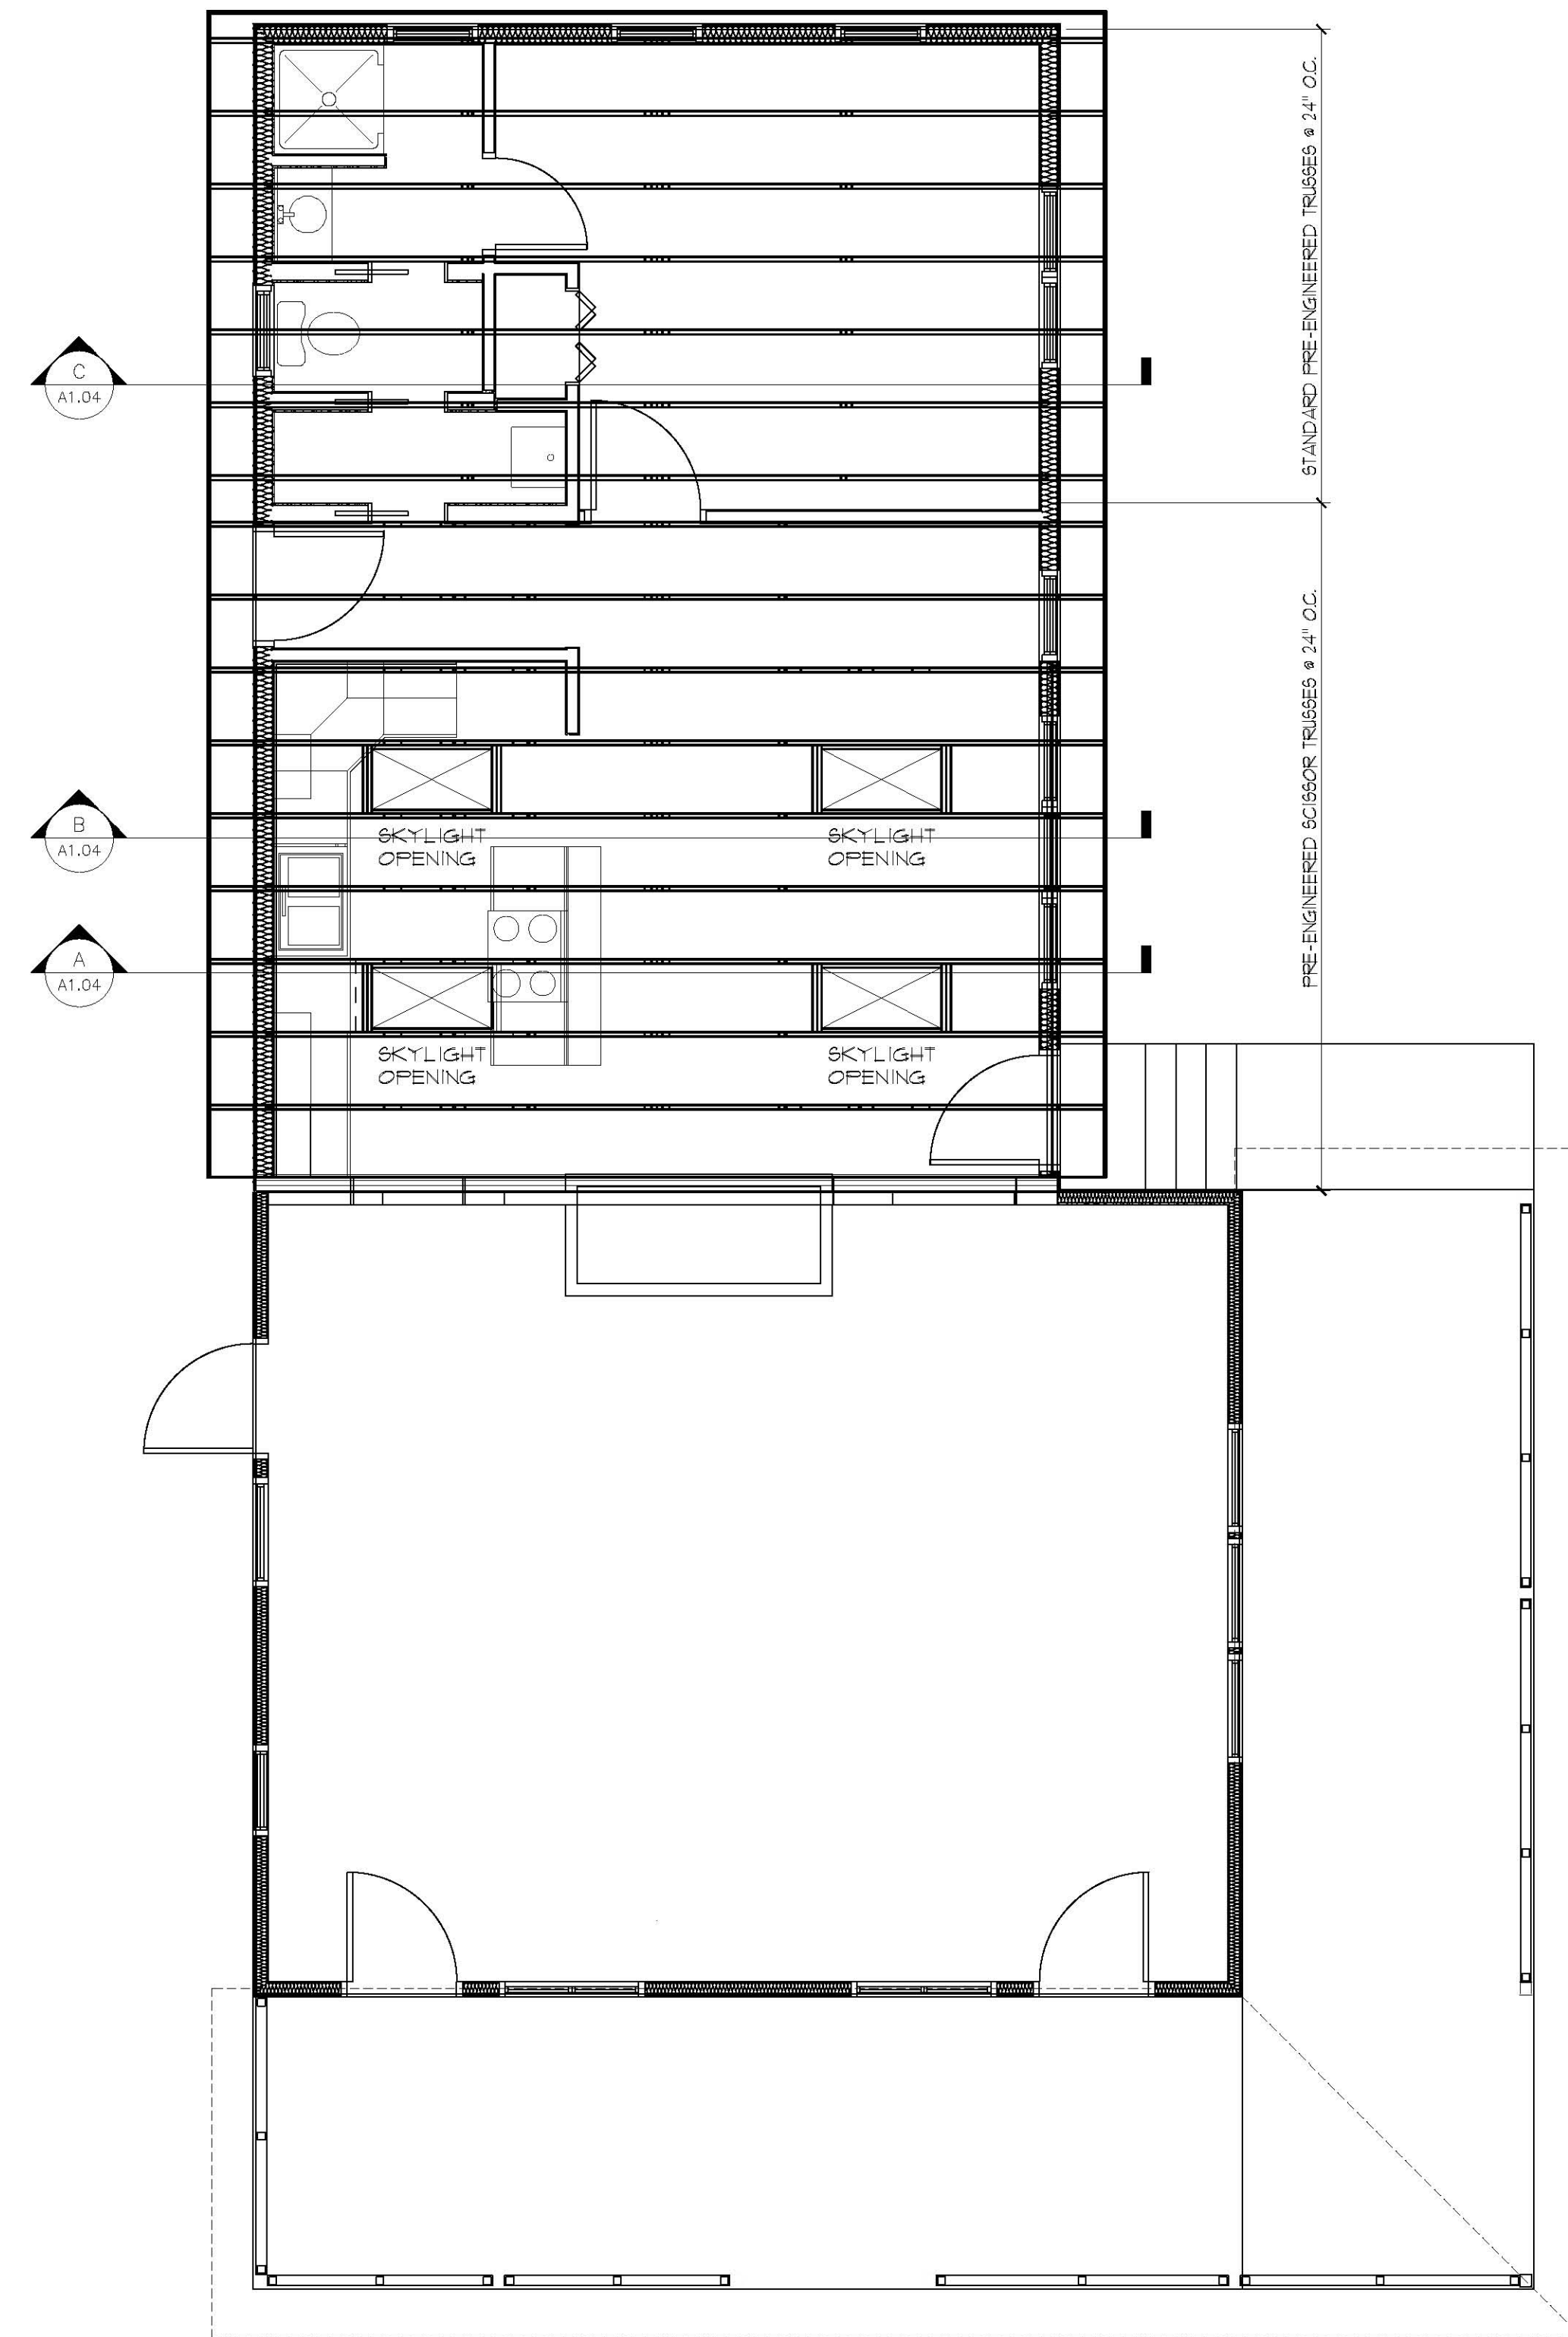 STANDARD PRE-ENGINEERED TRUSSES @ 24" O.C.
C
A1.04
PRE-ENGINEERED SCISSOR TRUSSES @ 24" O.C.
B
A1.04
SKYLIGHT
OPENING
SKYLIGHT
OPENING
A
A1.04
SKYLIGHT
OPENING
SKYLIGHT
OPENING